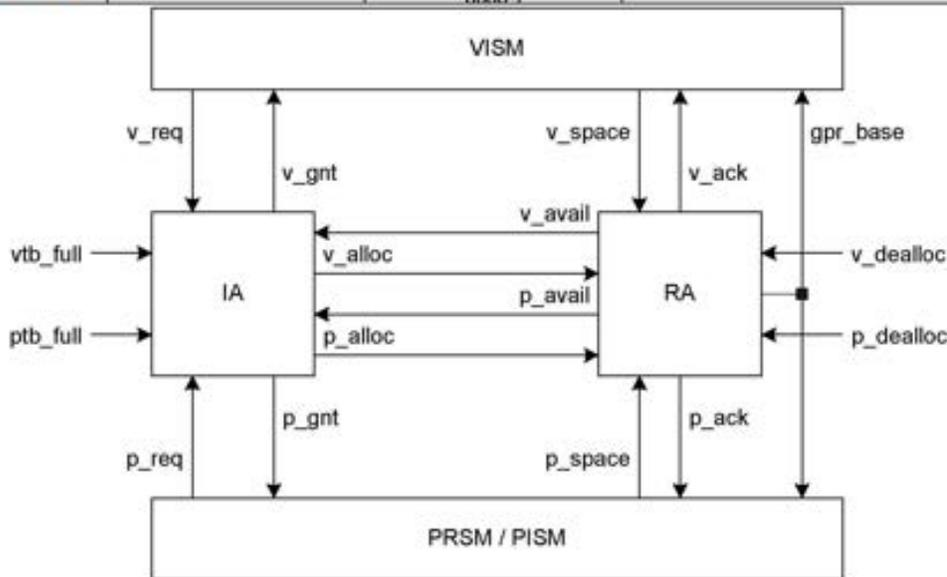 VISM
v_req
v_space
gpr_base
v_gnt
v_ack
v_avail
vtb_full
v_alloc
v_dealloc
IA
p_avail
RA
ptb_full
p_alloc
p_dealloc
p_gnt
p_ack
p_req
p_space
PRSM / PISM